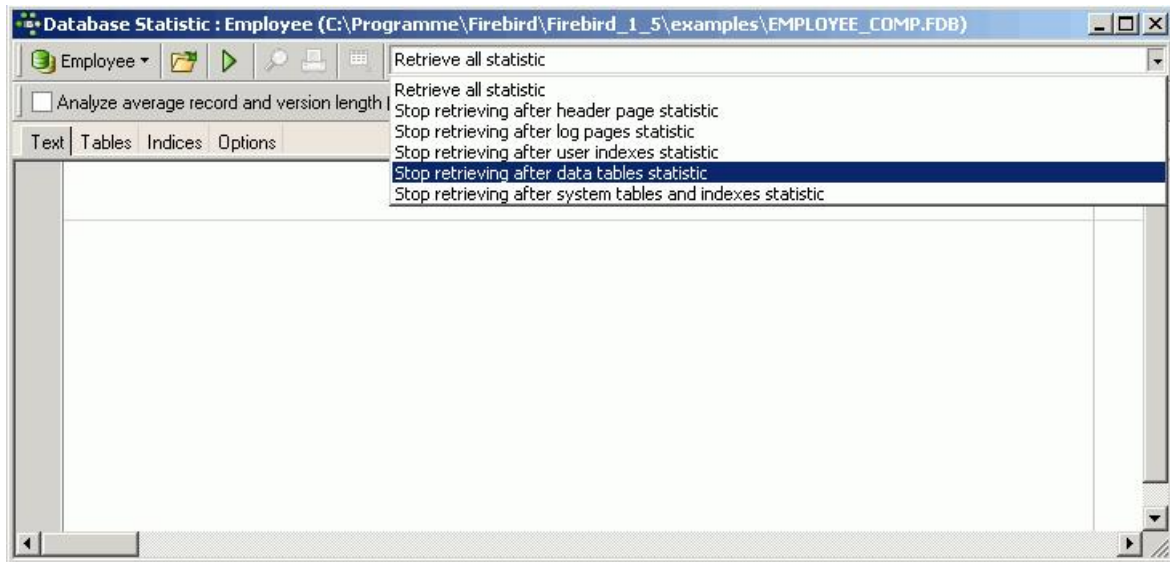 Database Statistic : Employee (C:\Programme\Firebird\Firebird_1_5\examples\EMPLOYEE_COMP.FDB)
Employee
Retrieve all statistic
Retrieve all statistic
Analyze average record and version length
Stop retrieving after header page statistic
Stop retrieving after log pages statistic
Text Tables Indices Options
Stop retrieving after user indexes statistic
Stop retrieving after data tables statistic
Stop retrieving after system tables and indexes statistic